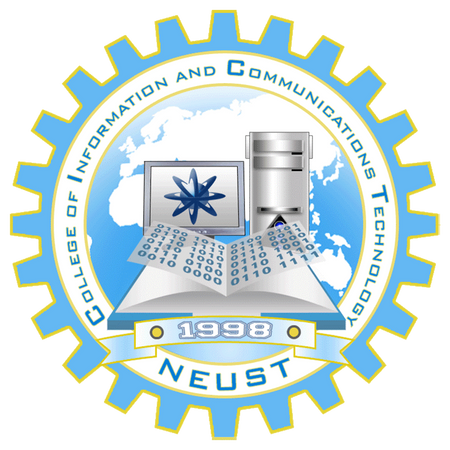 College of Information and Communications Technology
1998
NEUST